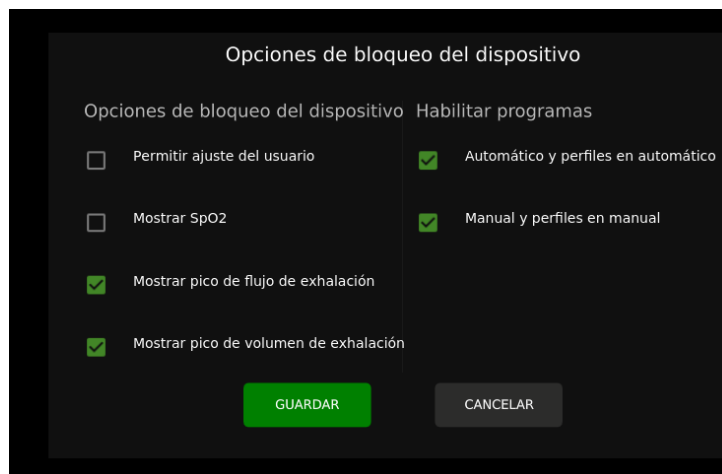 Opciones de bloqueo del dispositivo
Opciones de bloqueo del dispositivo
Habilitar programas
Permitir ajuste del usuario
Automático y perfiles en automático
Mostrar SpO2
Manual y perfiles en manual
Mostrar pico de flujo de exhalación
Mostrar pico de volumen de exhalación
GUARDAR
CANCELAR